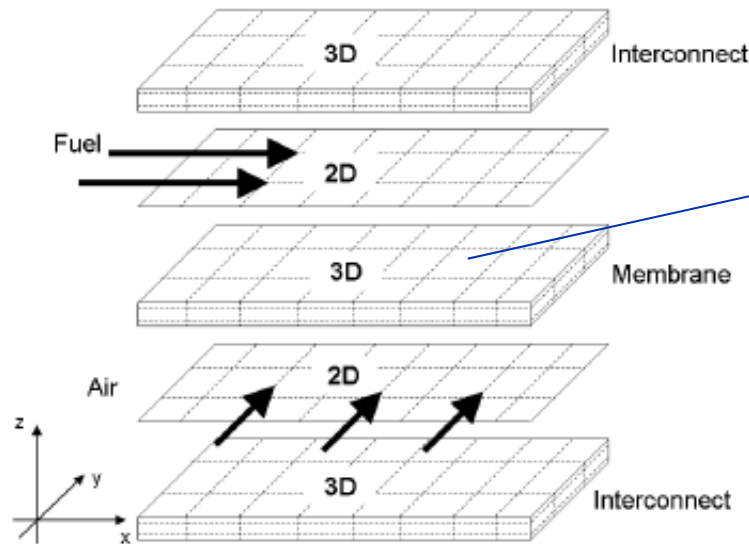 3D
Interconnect
Fuel
2D
3D
Membrane
Air
2D
z
y
x
3D
Interconnect